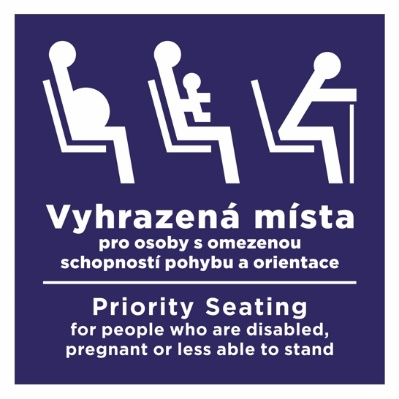 Vyhrazená místa
pro osoby s omezenou
schopností pohybu a orientace
Priority Seating
for people who are disabled,
pregnant or less able to stand